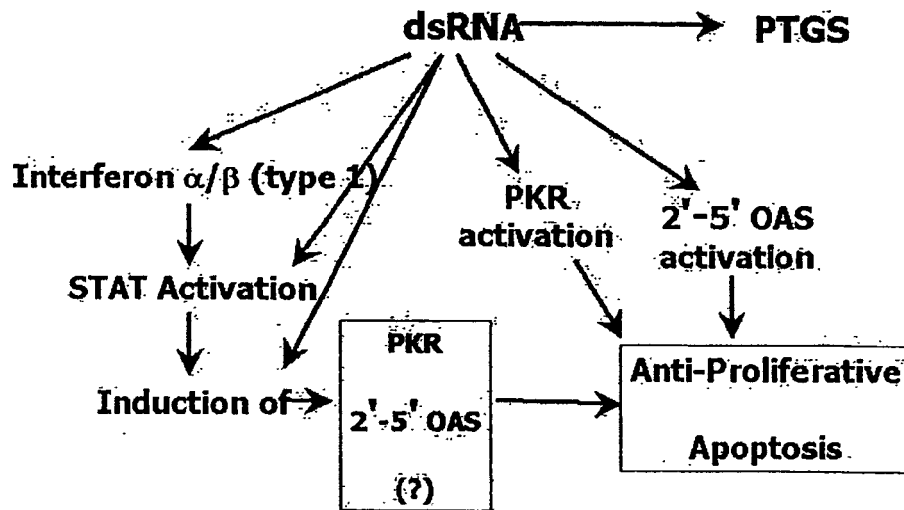 dsRNA
PTGS
Interferon α/β (type 1)
PKR
activation
2'-5' OAS
activation
STAT Activation
Induction of
PKR
2'-5' OAS
(?)
Anti-Proliferative
Apoptosis